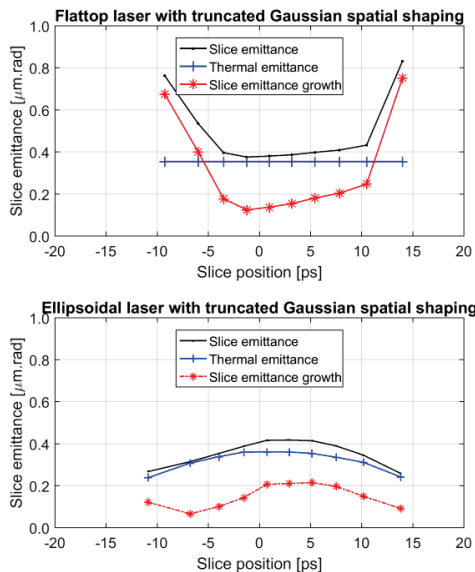 Flattop laser with truncated Gaussian spatial shaping
Slice emittance
Thermal emittance
Slice emittance growth
Slice emittance [μm.rad]
1.0
0.8
0.6
0.4
0.2
0.0
-20 -15 -10 -5 0 5 10 15 20
Slice position [ps]
Ellipsoidal laser with truncated Gaussian spatial shaping
Slice emittance
Thermal emittance
Slice emittance growth
Slice emittance [μm.rad]
1.0
0.8
0.6
0.4
0.2
0.0
-20 -15 -10 -5 0 5 10 15 20
Slice position [ps]